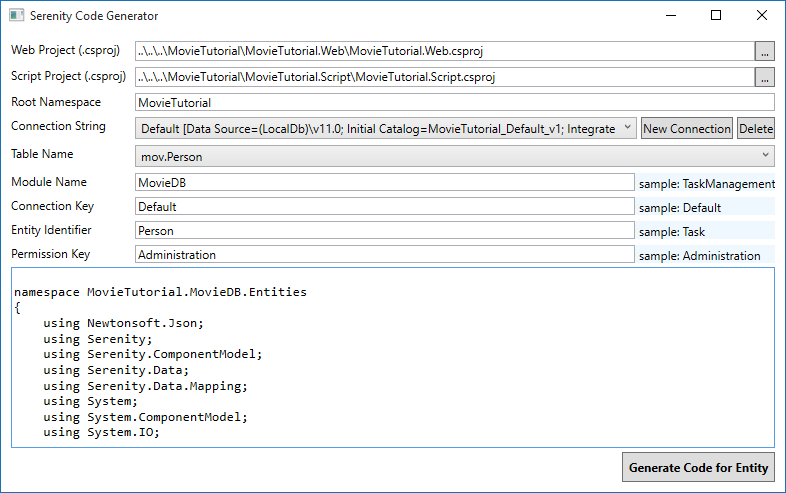 Serenity Code Generator
Web Project (.csproj) ..\..\..\MovieTutorial\MovieTutorial.Web\MovieTutorial.Web.csproj ...
Script Project (.csproj) ..\..\..\MovieTutorial\MovieTutorial.Script\MovieTutorial.Script.csproj ...
Root Namespace MovieTutorial
Connection String Default [Data Source=(LocalDb)\v11.0; Initial Catalog=MovieTutorial_Default_v1; Integrate New Connection Delete
Table Name mov.Person
Module Name MovieDB sample: TaskManagement
Connection Key Default sample: Default
Entity Identifier Person sample: Task
Permission Key Administration sample: Administration
namespace MovieTutorial.MovieDB.Entities
{
    using Newtonsoft.Json;
    using Serenity;
    using Serenity.ComponentModel;
    using Serenity.Data;
    using Serenity.Data.Mapping;
    using System;
    using System.ComponentModel;
    using System.IO;
Generate Code for Entity